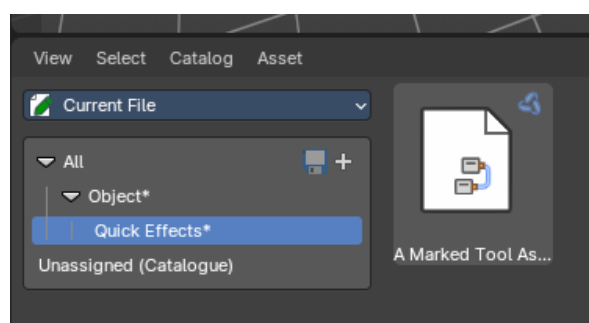 View Select Catalog Asset
Current File
All
Object*
Quick Effects*
Unassigned (Catalogue)
A Marked Tool As...